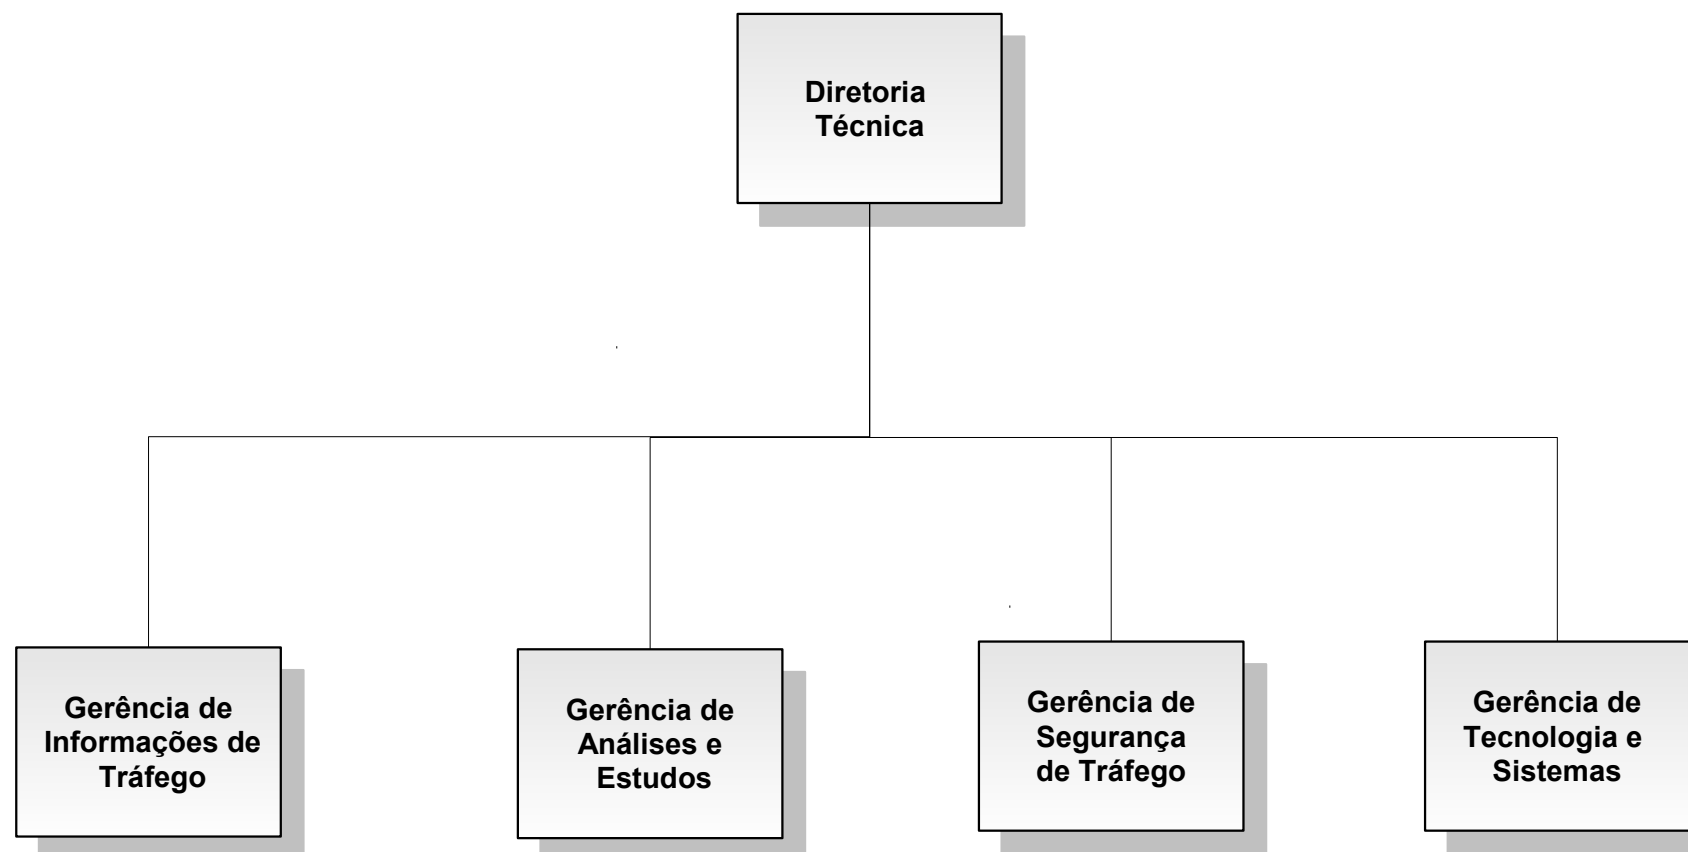 Diretoria
Técnica
Gerência de
Informações de
Tráfego
Gerência de
Análises e
Estudos
Gerência de
Segurança
de Tráfego
Gerência de
Tecnologia e
Sistemas